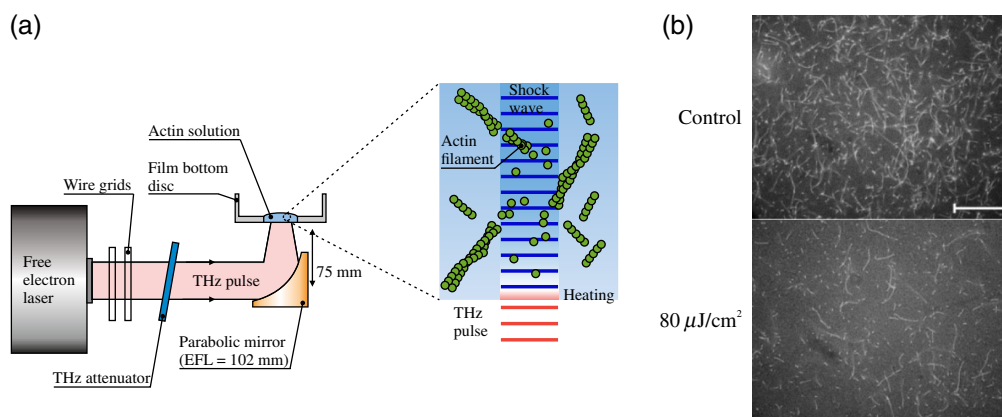 (a)
Actin solution
Film bottom
disc
Wire grids
Free
electron
laser
THz pulse
75 mm
Parabolic mirror
(EFL = 102 mm)
THz attenuator
Shock
wave
Actin
filament
THz
pulse
Heating
(b)
Control
80 μJ/cm²